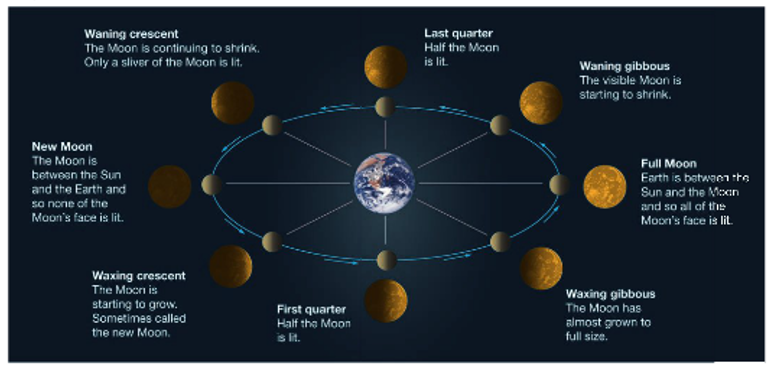 Waning crescent
The Moon is continuing to shrink.
Only a sliver of the Moon is lit.
Last quarter
Half the Moon
is lit.
Waning gibbous
The visible Moon is
starting to shrink.
New Moon
The Moon is
between the Sun
and the Earth and
so none of the
Moon's face is lit.
Full Moon
Earth is between the
Sun and the Moon
and so all of the
Moon's face is lit.
Waxing crescent
The Moon is
starting to grow.
Sometimes called
the new Moon.
First quarter
Half the Moon
is lit.
Waxing gibbous
The Moon has
almost grown to
full size.